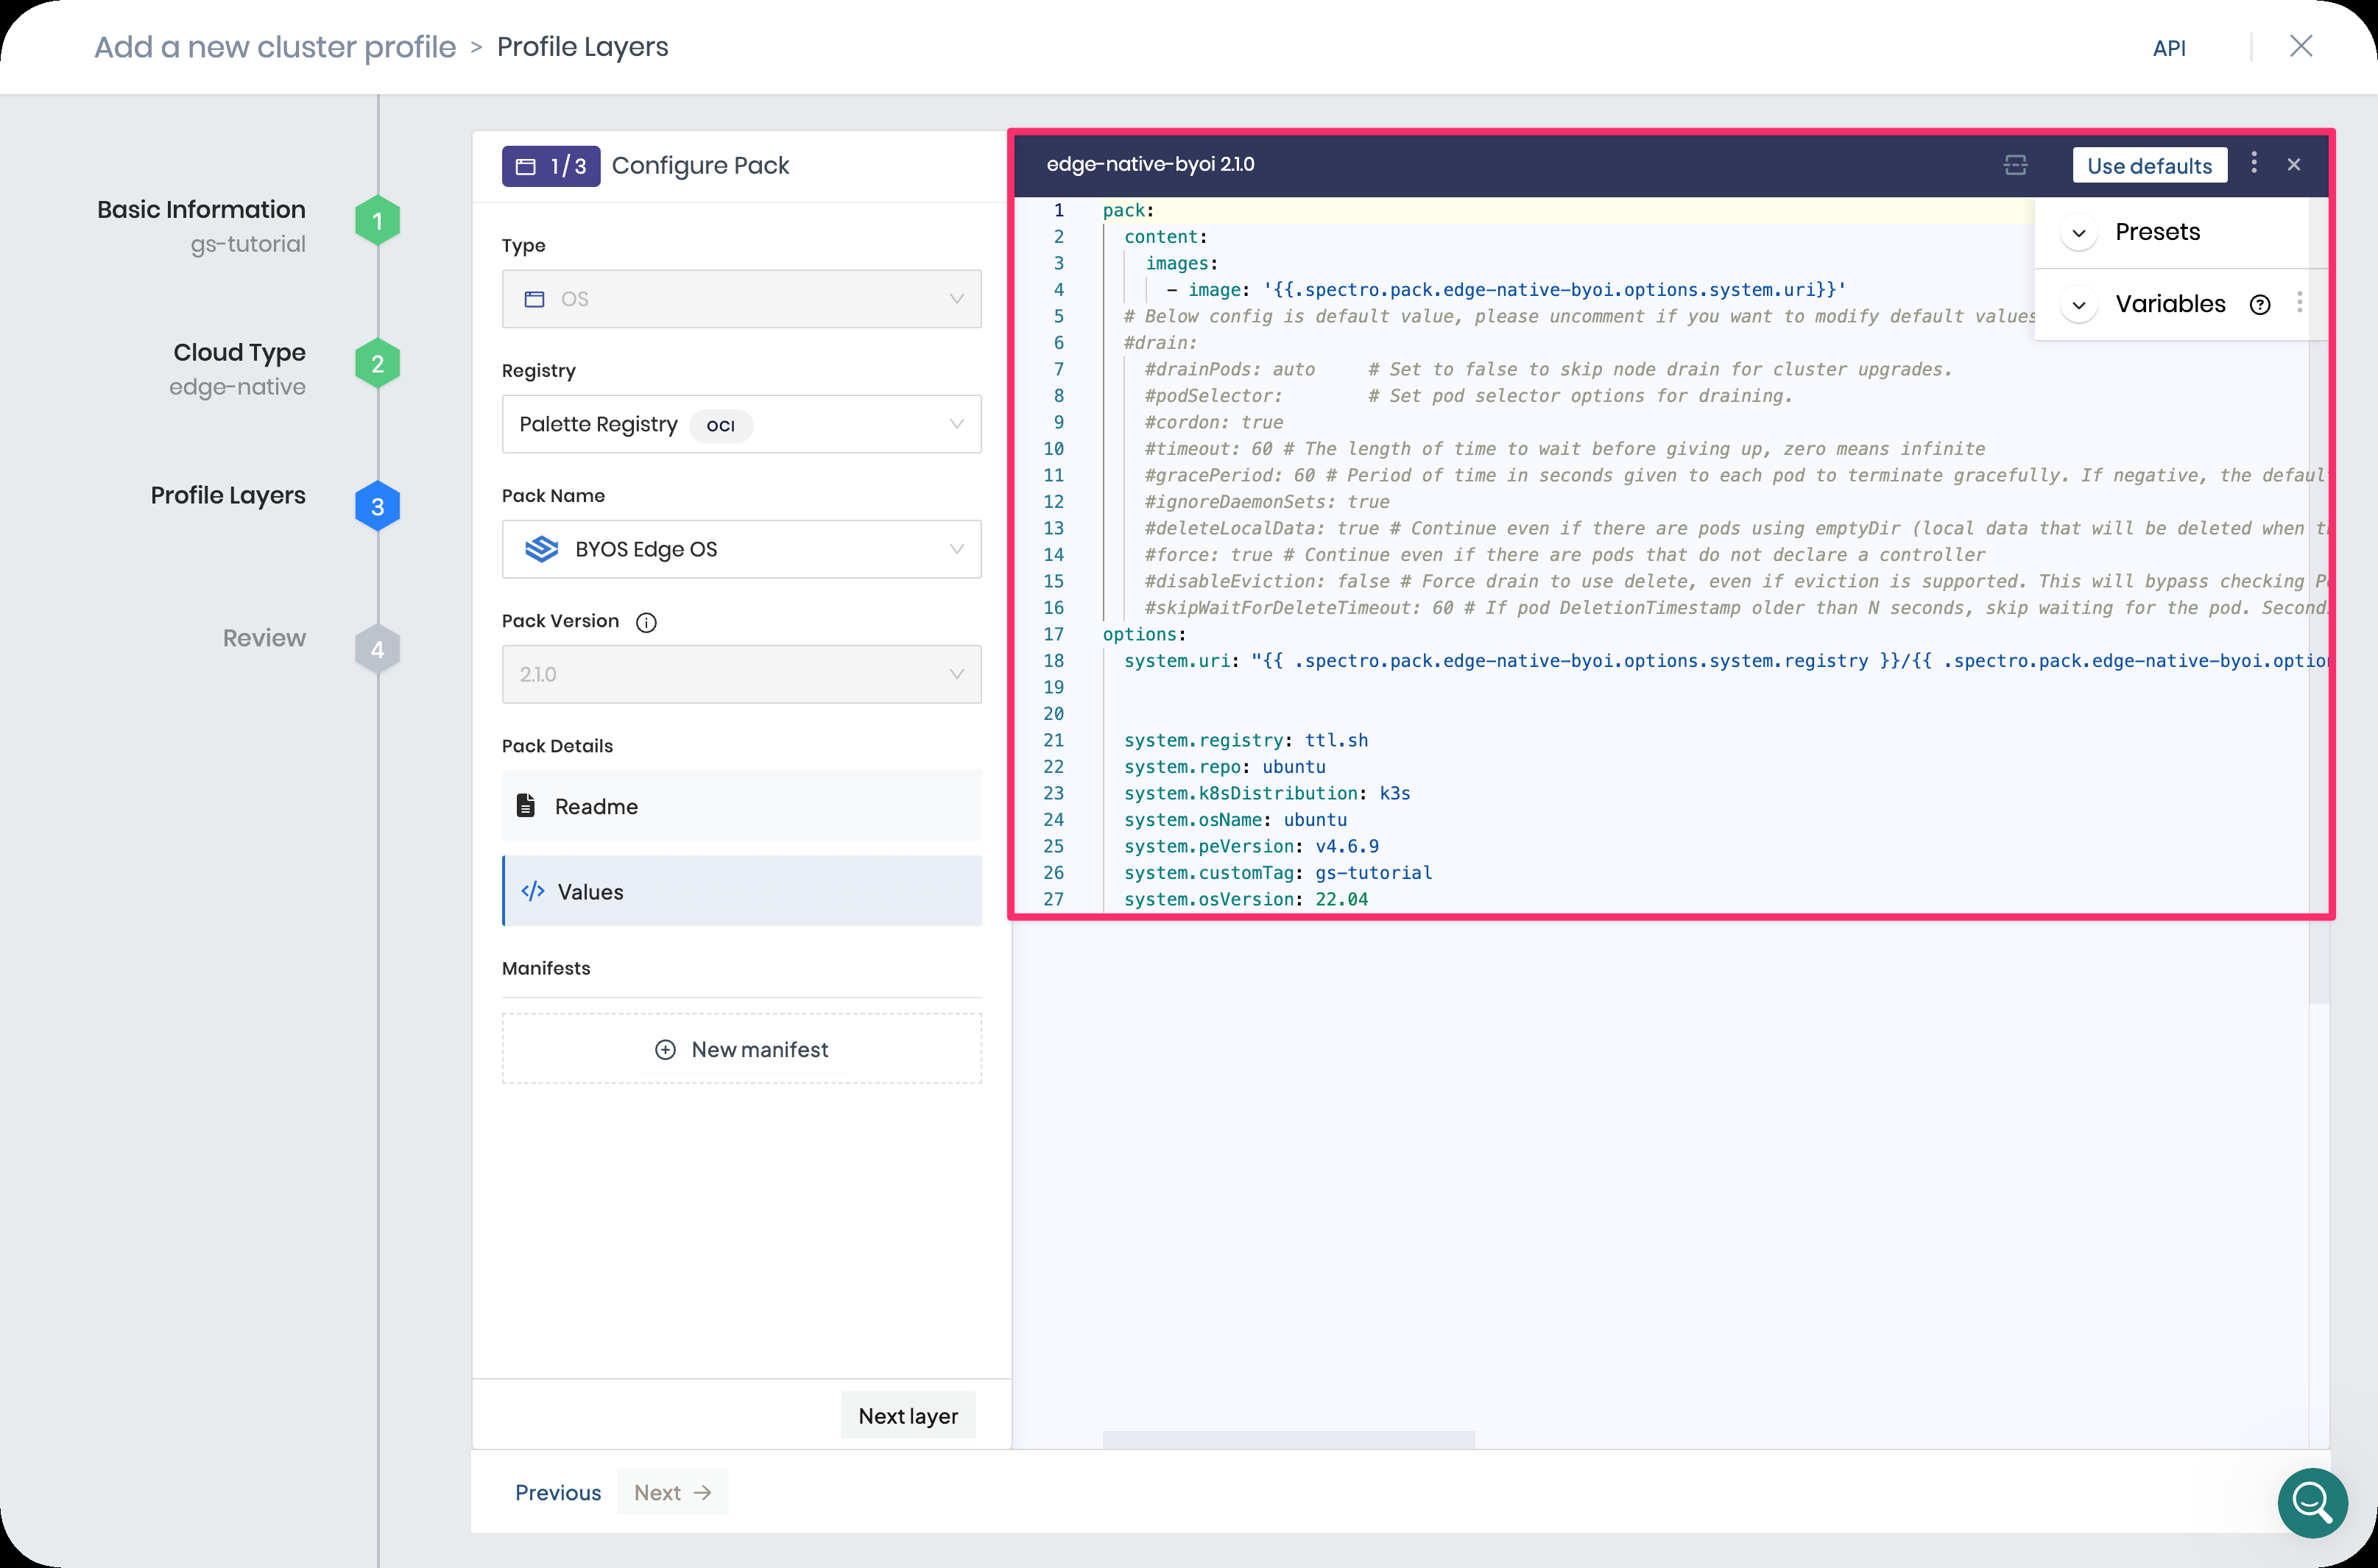 Add a new cluster profile > Profile Layers
API
Basic Information
gs-tutorial
1
Cloud Type
edge-native
2
Profile Layers
3
Review
4
1/3 Configure Pack
Type
OS
Registry
Palette Registry OCI
Pack Name
BYOS Edge OS
Pack Version
2.1.0
Pack Details
Readme
</> Values
Manifests
New manifest
Next layer
Previous
Next →
edge-native-byoi 2.1.0
Use defaults
Presets
Variables
1 pack:
2 content:
3 images:
4 - image: '{{.spectro.pack.edge-native-byoi.options.system.uri}}'
5 # Below config is default value, please uncomment if you want to modify default values
6 #drain:
7 #drainPods: auto # Set to false to skip node drain for cluster upgrades.
8 #podSelector: # Set pod selector options for draining.
9 #cordon: true
10 #timeout: 60 # The length of time to wait before giving up, zero means infinite
11 #gracePeriod: 60 # Period of time in seconds given to each pod to terminate gracefully. If negative, the defaul
12 #ignoreDaemonSets: true
13 #deleteLocalData: true # Continue even if there are pods using emptyDir (local data that will be deleted when
14 #force: true # Continue even if there are pods that do not declare a controller
15 #disableEviction: false # Force drain to use delete, even if eviction is supported. This will bypass checking
16 #skipWaitForDeleteTimeout: 60 # If pod DeletionTimestamp older than N seconds, skip waiting for the pod. Second
17 options:
18 system.uri: "{{ .spectro.pack.edge-native-byoi.options.system.registry }}/{{ .spectro.pack.edge-native-byoi.optio
19
20
21 system.registry: ttl.sh
22 system.repo: ubuntu
23 system.k8sDistribution: k3s
24 system.osName: ubuntu
25 system.peVersion: v4.6.9
26 system.customTag: gs-tutorial
27 system.osVersion: 22.04